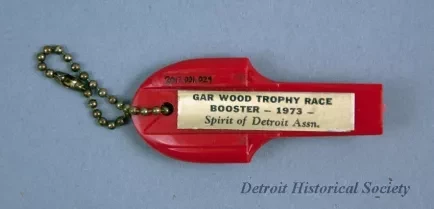 GAR WOOD TROPHY RACE
BOOSTER - 1973 -
Spirit of Detroit Assn.
Detroit Historical Society